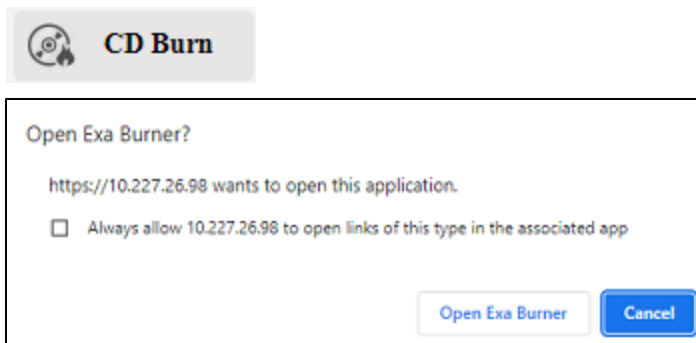 CD Burn
Open Exa Burner?
https://10.227.26.98 wants to open this application.
Always allow 10.227.26.98 to open links of this type in the associated app
Open Exa Burner
Cancel